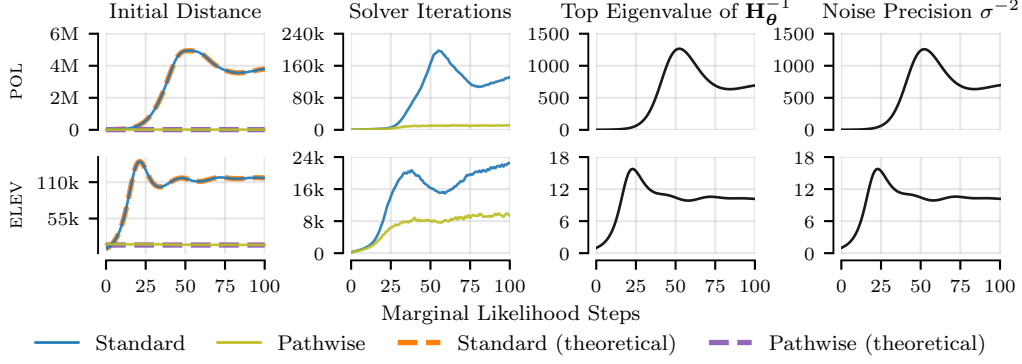 Initial Distance Solver Iterations Top Eigenvalue of H_θ^{-1} Noise Precision σ^{-2}
6M 240k 1500 1500
4M 160k 1000 1000
2M 80k 500 500
0 0 0 0
POL
24k 18 18
110k 16k 12 12
55k 8k 6 6
0 0 0
ELEV
0 25 50 75 100 0 25 50 75 100 0 25 50 75 100 0 25 50 75 100
Marginal Likelihood Steps
Standard Pathwise Standard (theoretical) Pathwise (theoretical)